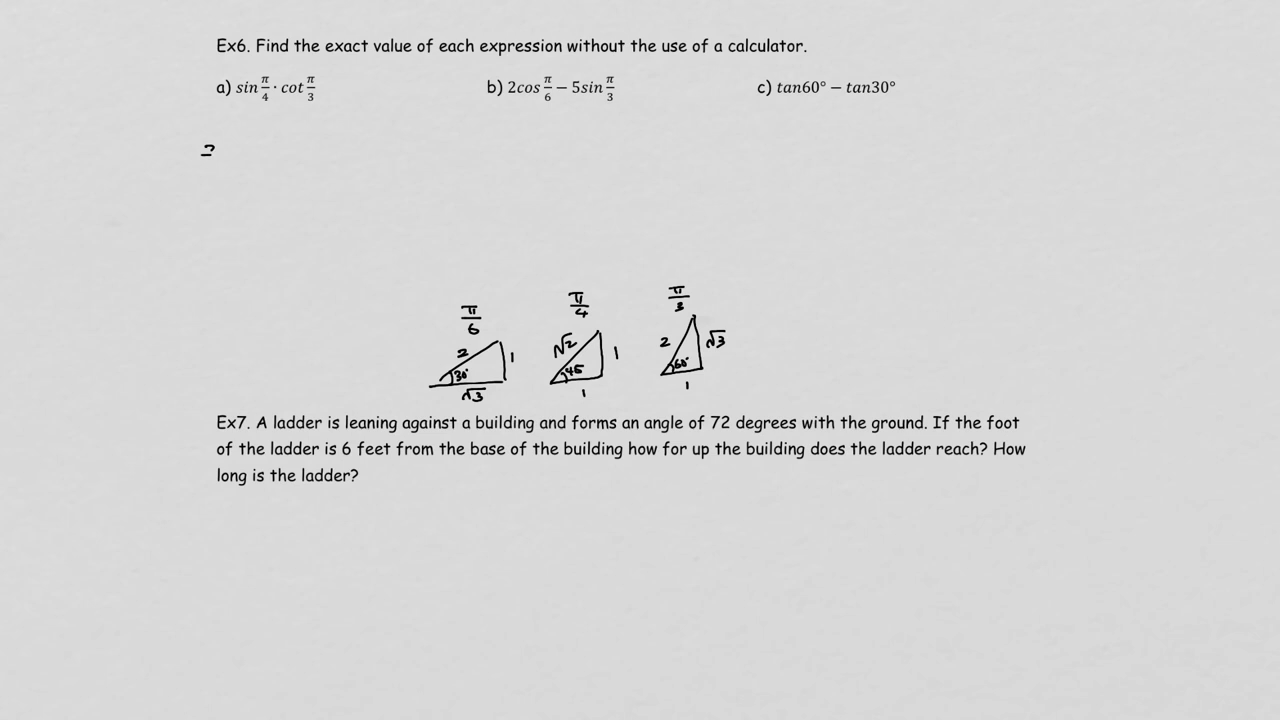 Ex6. Find the exact value of each expression without the use of a calculator.
a) sin π/4 · cot π/3 b) 2cos π/6 − 5sin π/3 c) tan60° − tan30°
=
π/6 π/4 π/3
2 30° 1 √3 √2 45 1 1 2 60° √3 1
Ex7. A ladder is leaning against a building and forms an angle of 72 degrees with the ground. If the foot
of the ladder is 6 feet from the base of the building how for up the building does the ladder reach? How
long is the ladder?